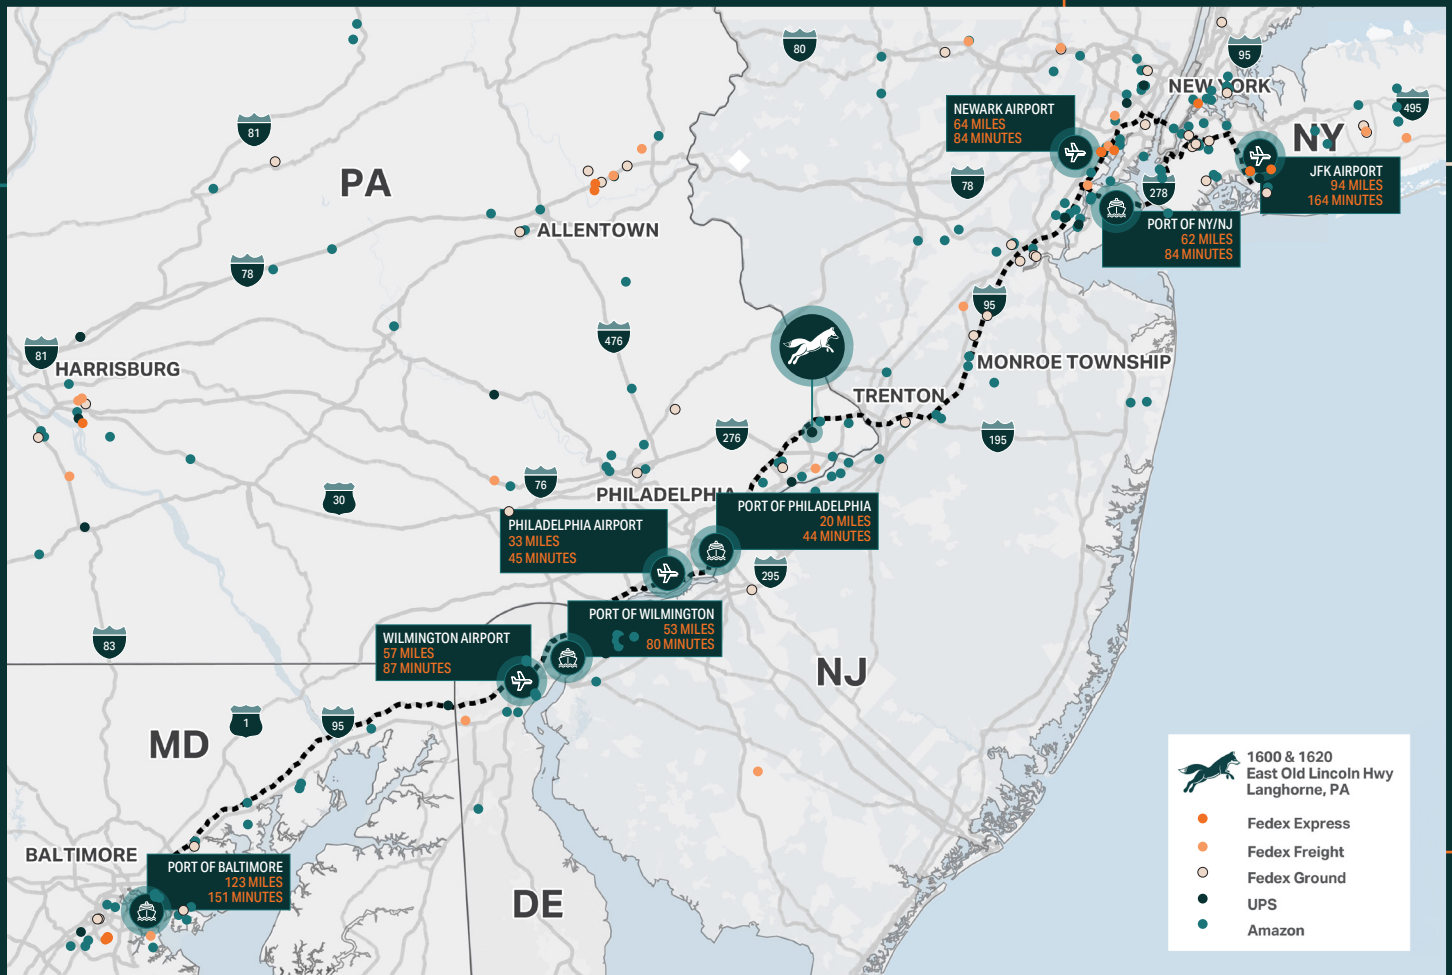 80
95
NEW YORK
495
NEWARK AIRPORT
64 MILES
84 MINUTES
81
NY
PA
78
278
JFK AIRPORT
94 MILES
164 MINUTES
ALLENTOWN
PORT OF NY/NJ
62 MILES
84 MINUTES
78
95
476
81
HARRISBURG
MONROE TOWNSHIP
TRENTON
276
195
76
30
PHILADELPHIA
PORT OF PHILADELPHIA
20 MILES
44 MINUTES
PHILADELPHIA AIRPORT
33 MILES
45 MINUTES
295
PORT OF WILMINGTON
53 MILES
80 MINUTES
83
WILMINGTON AIRPORT
57 MILES
87 MINUTES
NJ
1
95
MD
BALTIMORE
PORT OF BALTIMORE
123 MILES
151 MINUTES
DE
1600 & 1620
East Old Lincoln Hwy
Langhorne, PA
Fedex Express
Fedex Freight
Fedex Ground
UPS
Amazon